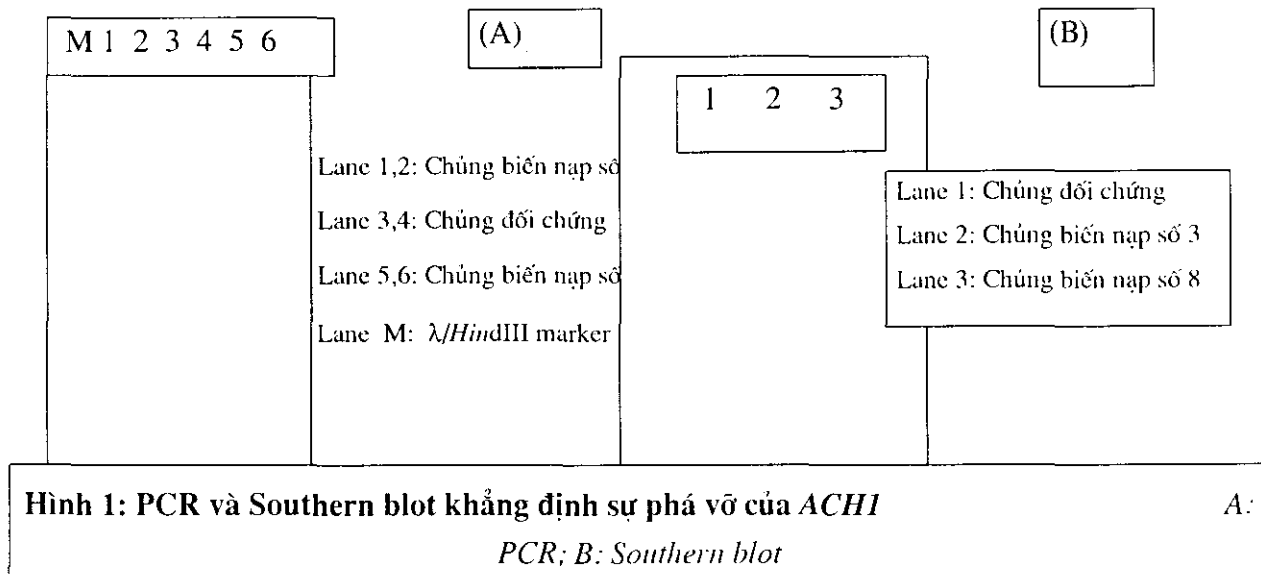 M 1 2 3 4 5 6
(A)
Lane 1,2: Chủng biến nạp số
Lane 3,4: Chủng đối chứng
Lane 5,6: Chủng biến nạp số
Lane M: λ/HindIII marker
(B)
1 2 3
Lane 1: Chủng đối chứng
Lane 2: Chủng biến nạp số 3
Lane 3: Chủng biến nạp số 8
Hình 1: PCR và Southern blot khẳng định sự phá vỡ của ACH1 A:
PCR; B: Southern blot